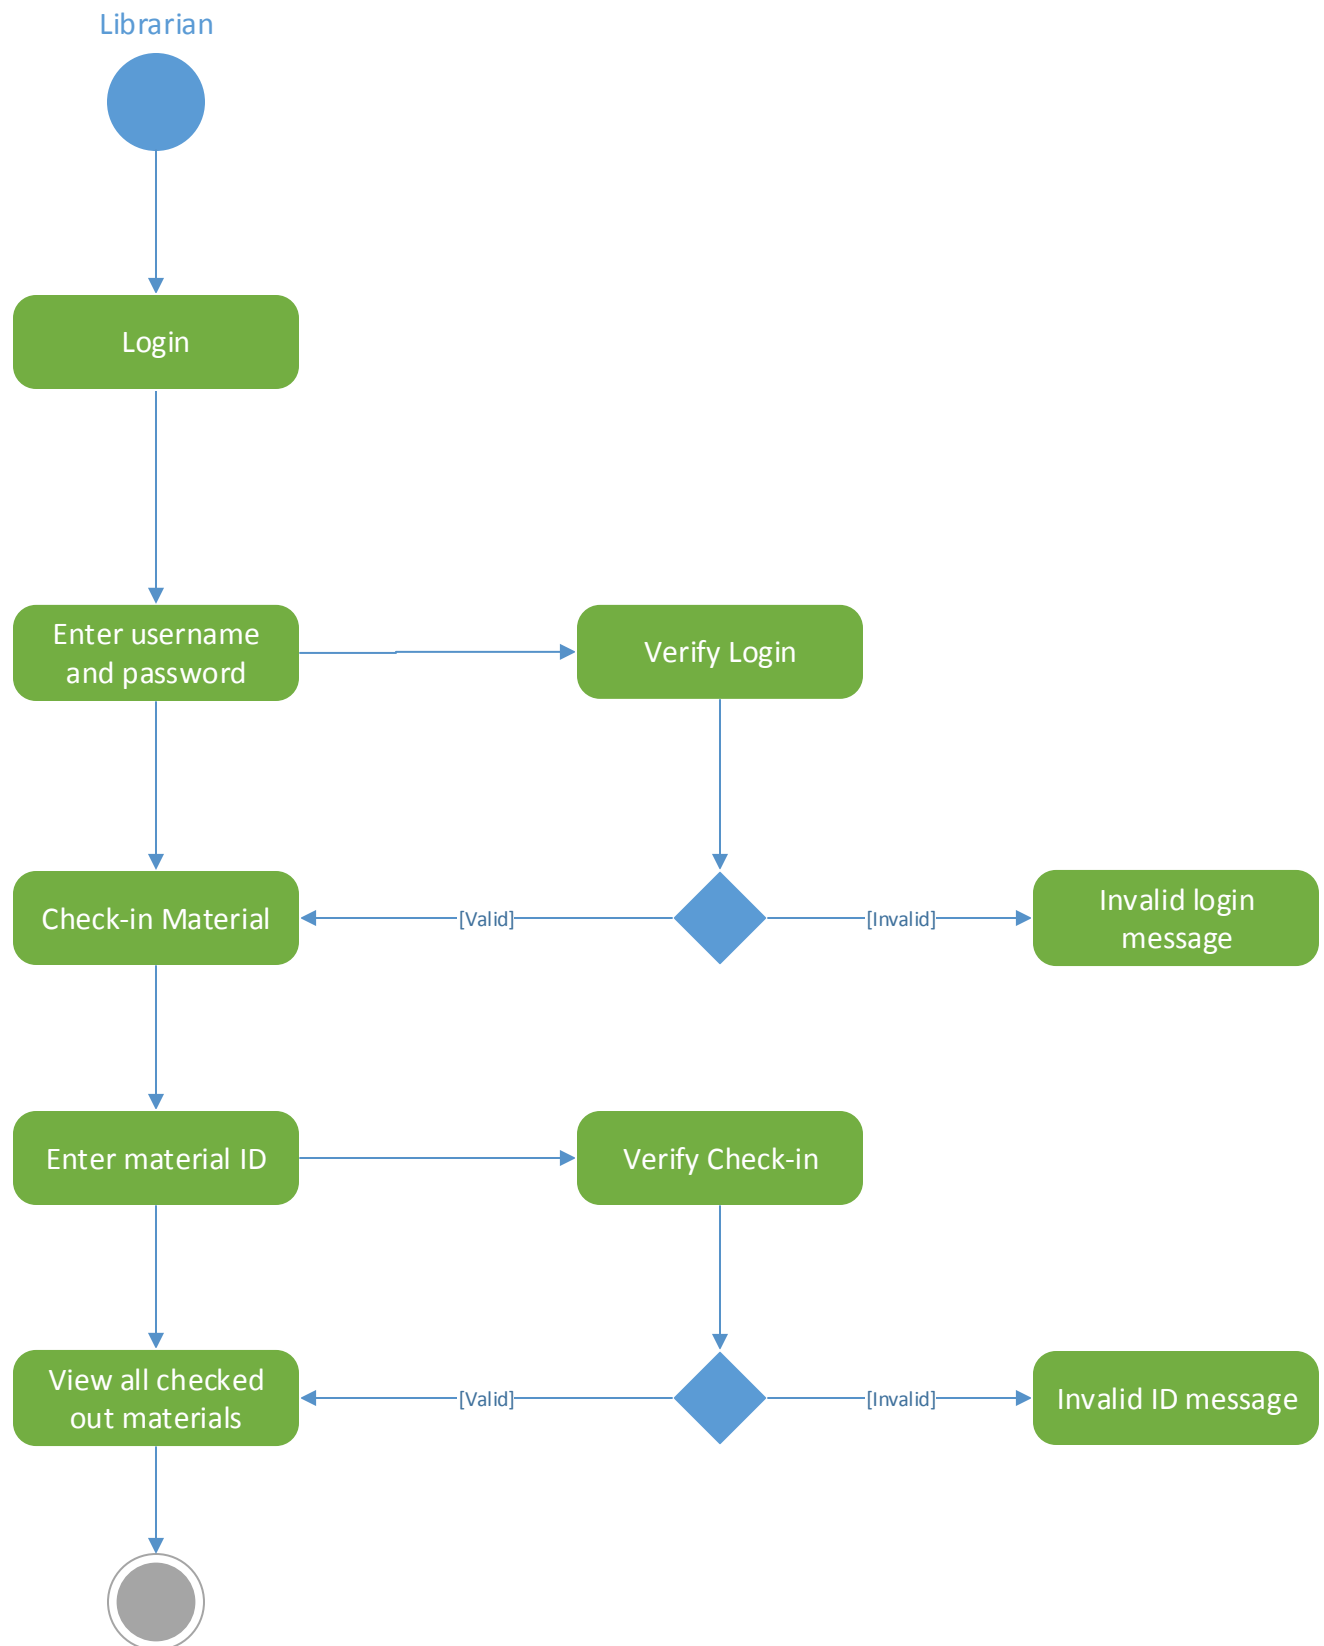 Librarian
Login
Enter username
and password
Verify Login
Check-in Material
[Valid]
[Invalid]
Invalid login
message
Enter material ID
Verify Check-in
View all checked
out materials
[Valid]
[Invalid]
Invalid ID message